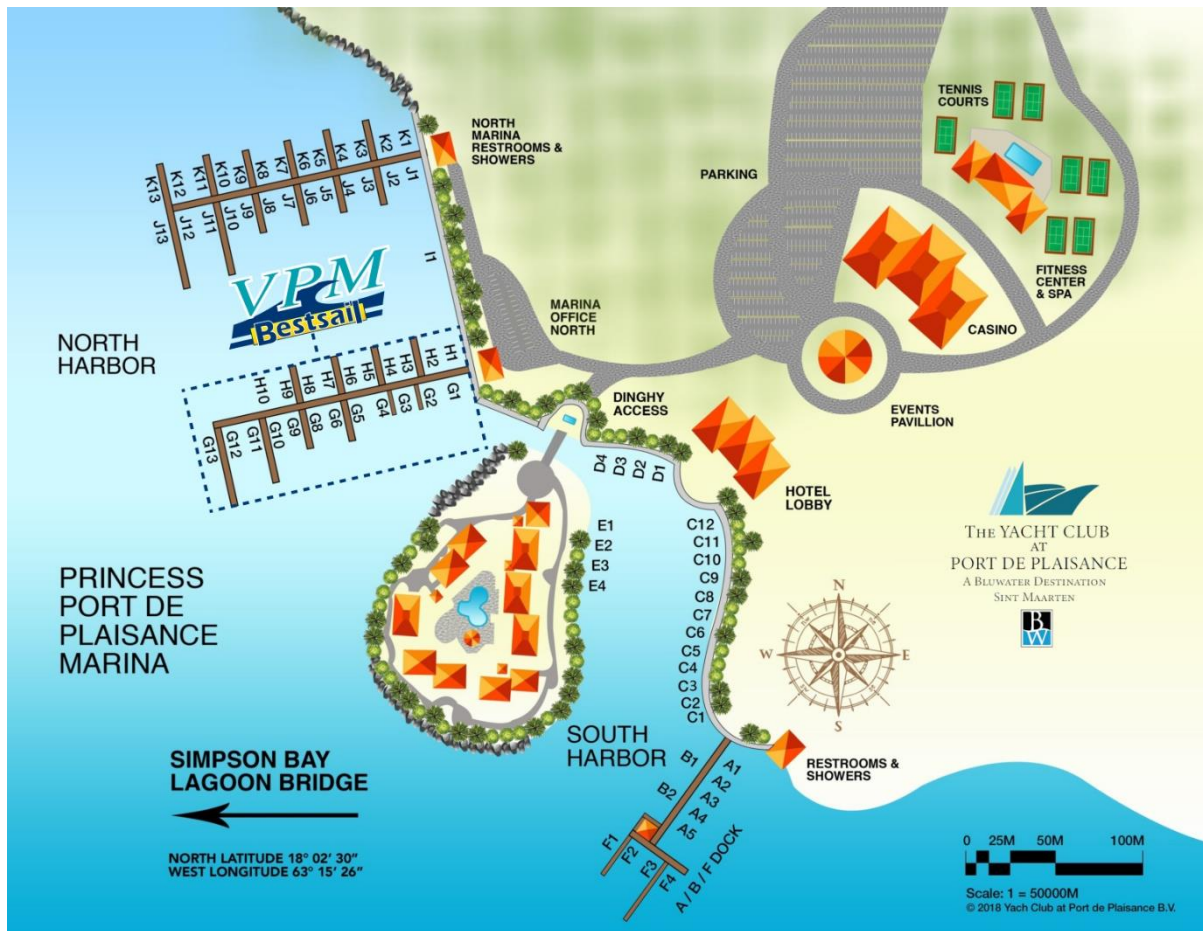 NORTH
MARINA
RESTROOMS &
SHOWERS
TENNIS
COURTS
PARKING
K13
K12
K11
K10
K9
K8
K7
K6
K5
K4
K3
K2
K1
J13
J12
J11
J10
J9
J8
J7
J6
J5
J4
J3
J2
J1
I1
VPM
Bestsail
FITNESS
CENTER
& SPA
MARINA
OFFICE
NORTH
CASINO
NORTH
HARBOR
H10
H9
H8
H7
H6
H5
H4
H3
H2
H1
G13
G12
G11
G10
G9
G8
G6
G5
G4
G3
G2
G1
DINGHY
ACCESS
EVENTS
PAVILLION
D4
D3
D2
D1
HOTEL
LOBBY
E1
E2
E3
E4
C12
C11
C10
C9
C8
C7
C6
C5
C4
C3
C2
C1
THE YACHT CLUB
AT
PORT DE PLAISANCE
A BLUWATER DESTINATION
SINT MAARTEN
B
W
PRINCESS
PORT DE
PLAISANCE
MARINA
N
W
E
S
SOUTH
HARBOR
RESTROOMS &
SHOWERS
B1
B2
A1
A2
A3
A4
A5
F1
F2
F3
F4
A / B / F DOCK
SIMPSON BAY
LAGOON BRIDGE
NORTH LATITUDE 18° 02' 30"
WEST LONGITUDE 63° 15' 26"
0 25M 50M 100M
Scale: 1 = 50000M
© 2018 Yach Club at Port de Plaisance B.V.